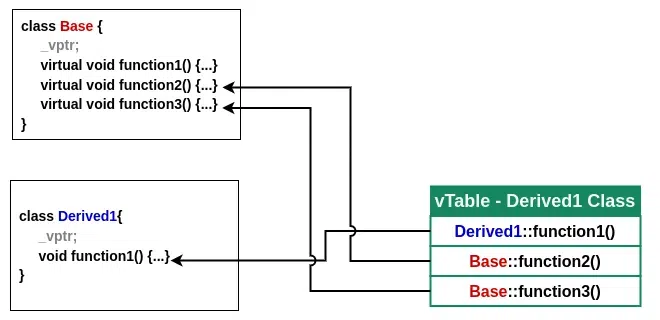 class Base {
_vptr;
virtual void function1() {...}
virtual void function2() {...}
virtual void function3() {...}
}
class Derived1{
_vptr;
void function1() {...}
}
vTable - Derived1 Class
Derived1::function1()
Base::function2()
Base::function3()